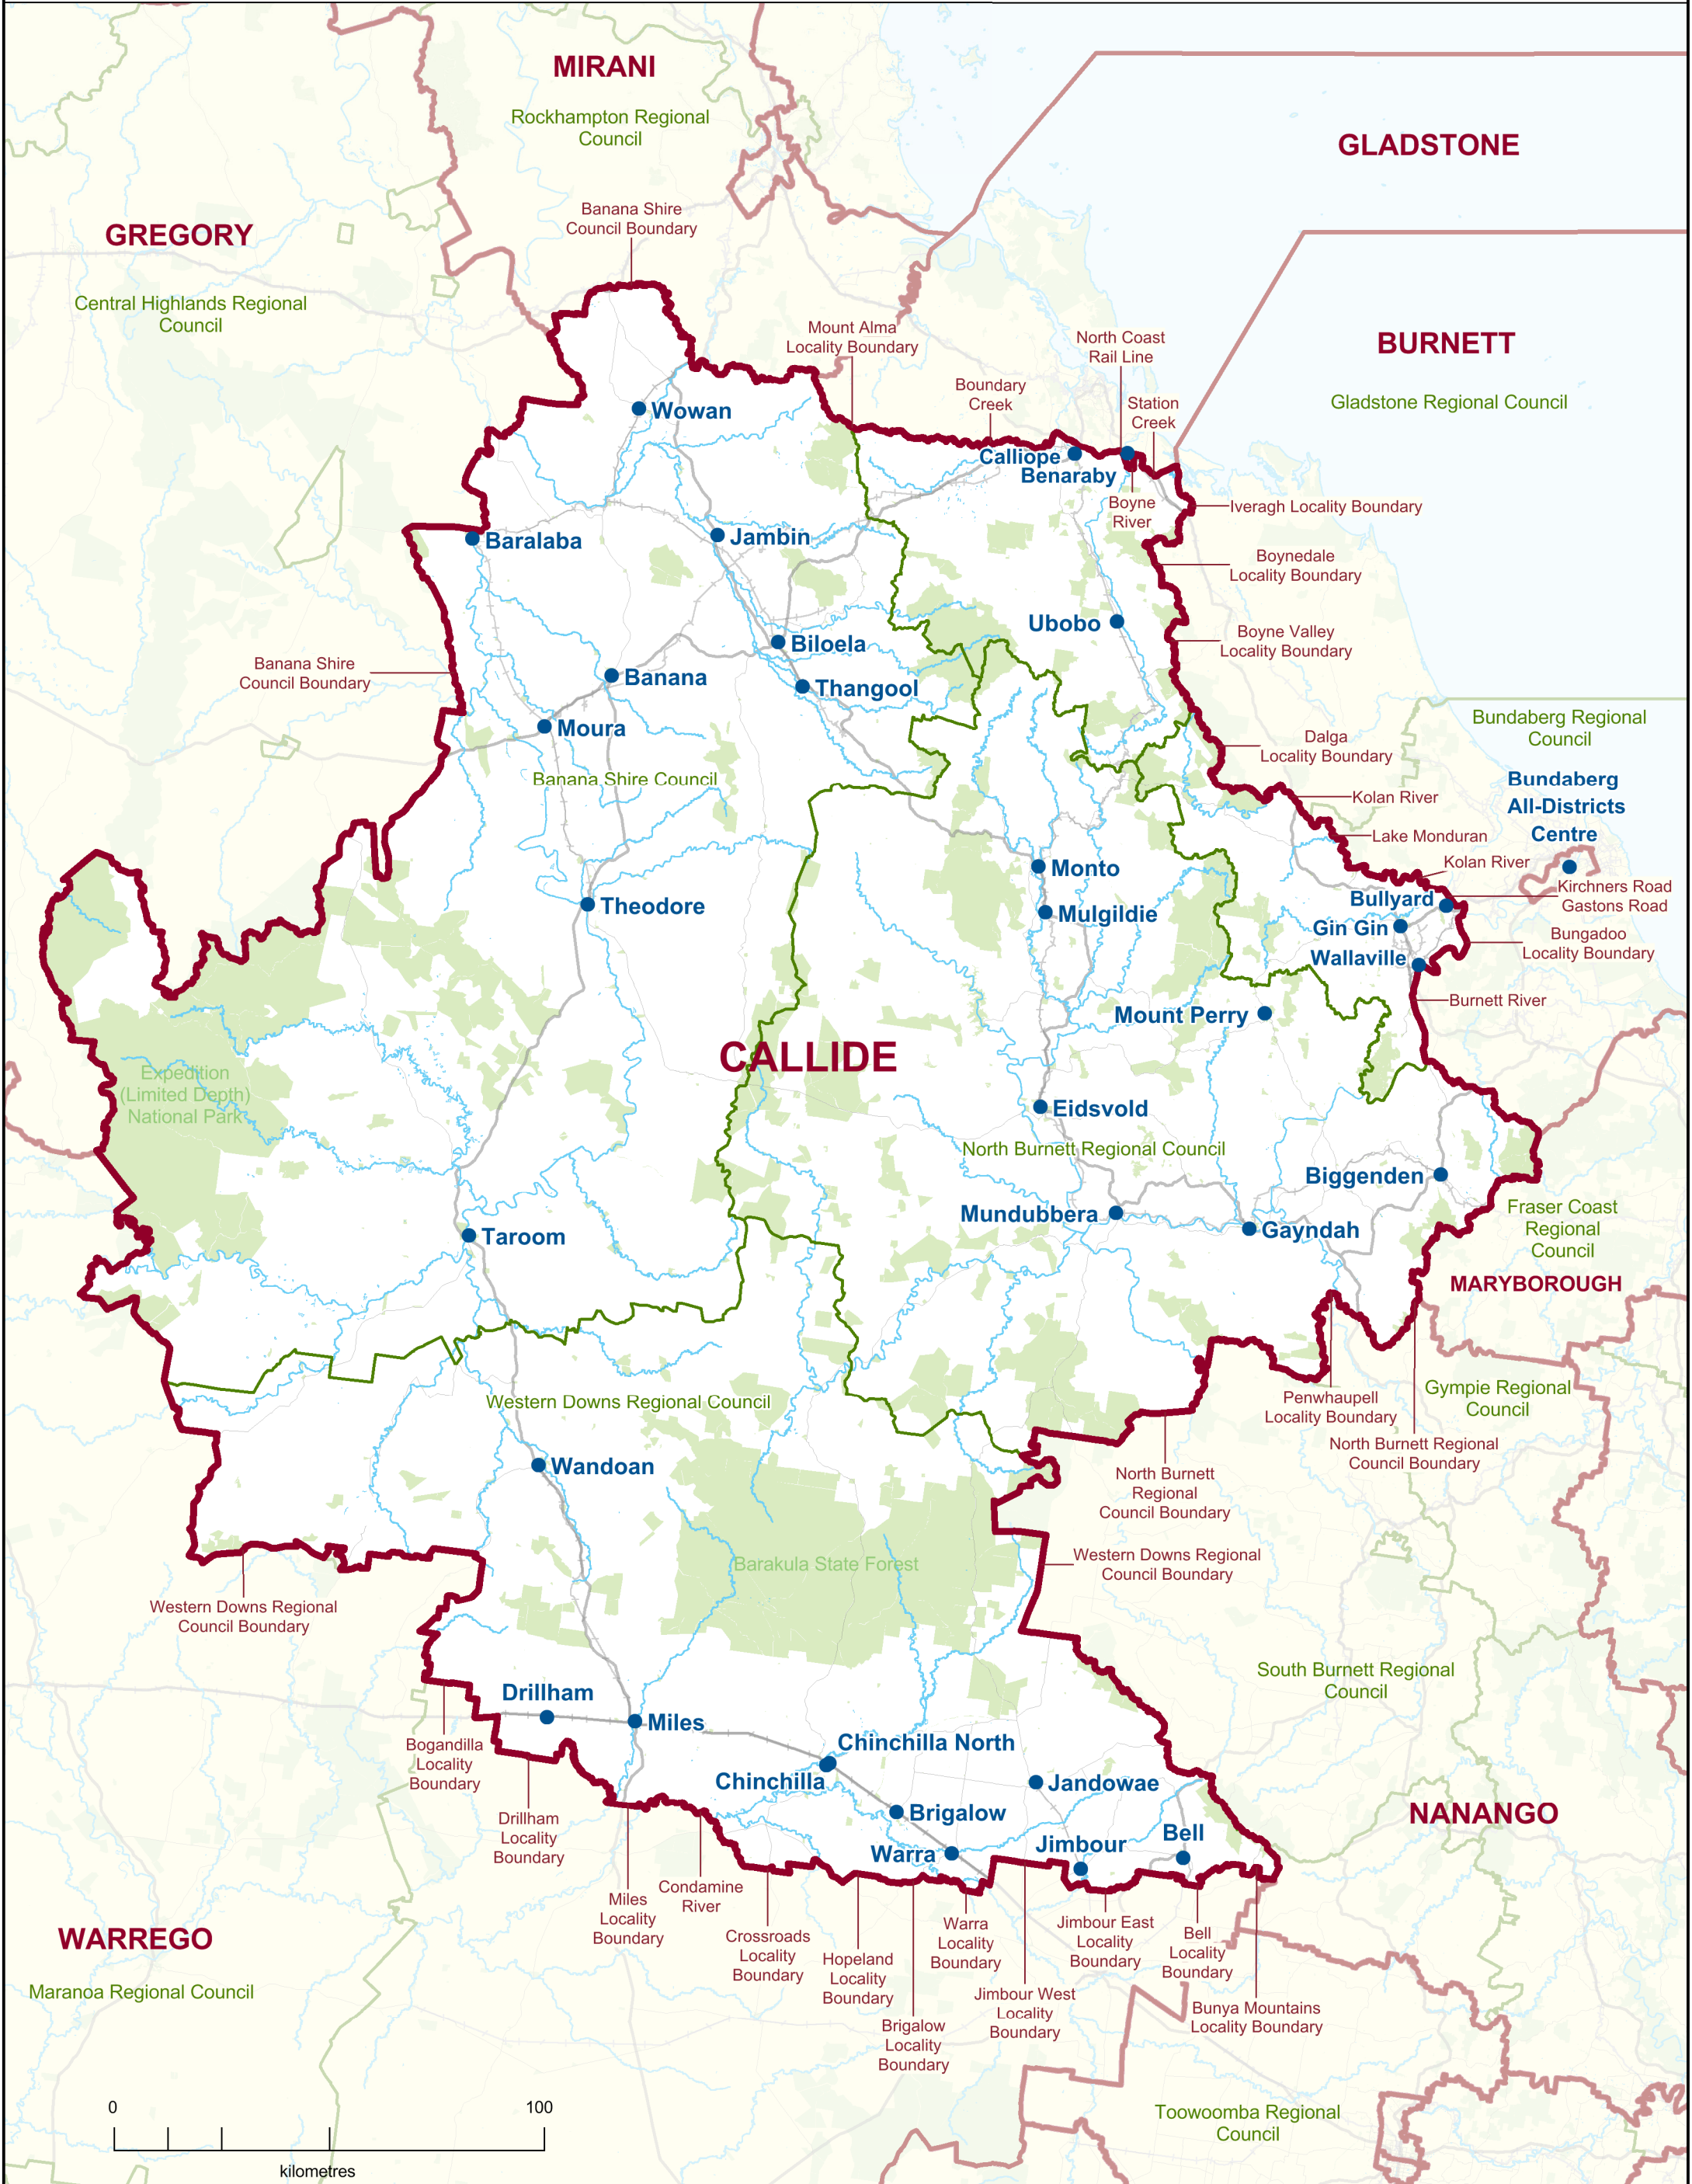 MIRANI
Rockhampton Regional
Council
GLADSTONE
GREGORY
Banana Shire
Council Boundary
Central Highlands Regional
Council
Mount Alma
Locality Boundary
North Coast
Rail Line
BURNETT
Gladstone Regional Council
Boundary
Creek
Station
Creek
Wowan
Calliope
Benaraby
Boyne
River
Iveragh Locality Boundary
Baralaba
Jambin
Boynedale
Locality Boundary
Ubobo
Boyne Valley
Locality Boundary
Biloela
Banana Shire
Council Boundary
Banana
Thangool
Moura
Banana Shire Council
Dalga
Locality Boundary
Bundaberg Regional
Council
Bundaberg
All-Districts
Centre
Kolan River
Lake Monduran
Kolan River
Monto
Kirchners Road
Gastons Road
Bullyard
Theodore
Mulgildie
Gin Gin
Bungadoo
Locality Boundary
Wallaville
Burnett River
Mount Perry
CALLIDE
Expedition
(Limited Depth)
National Park
Eidsvold
North Burnett Regional Council
Biggenden
Mundubbera
Gayndah
Fraser Coast
Regional
Council
Taroom
MARYBOROUGH
Penwhaupell
Locality Boundary
Gympie Regional
Council
Western Downs Regional Council
North Burnett Regional
Council Boundary
Wandoan
North Burnett
Regional
Council Boundary
Barakula State Forest
Western Downs Regional
Council Boundary
Western Downs Regional
Council Boundary
South Burnett Regional
Council
Drillham
Miles
Bogandilla
Locality
Boundary
Chinchilla North
Chinchilla
Jandowae
Brigalow
NANANGO
Drillham
Locality
Boundary
Jimbour
Bell
Warra
Miles
Locality
Boundary
Condamine
River
Crossroads
Locality
Boundary
Hopeland
Locality
Boundary
Brigalow
Locality
Boundary
Warra
Locality
Boundary
Jimbour West
Locality
Boundary
Jimbour East
Locality
Boundary
Bell
Locality
Boundary
Bunya Mountains
Locality Boundary
WARREGO
Maranoa Regional Council
Toowoomba Regional
Council
0
100
kilometres